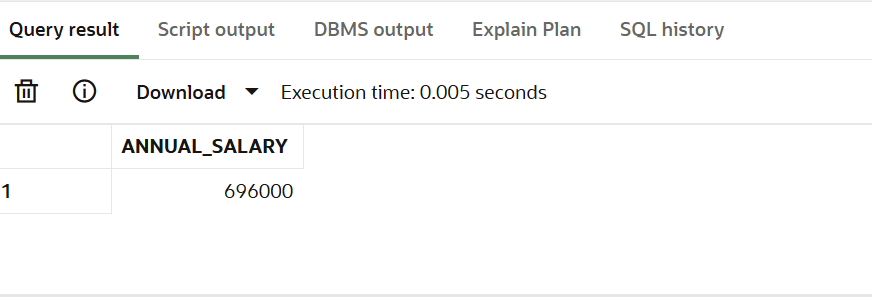 Query result Script output DBMS output Explain Plan SQL history
Download Execution time: 0.005 seconds
ANNUAL_SALARY
1 696000